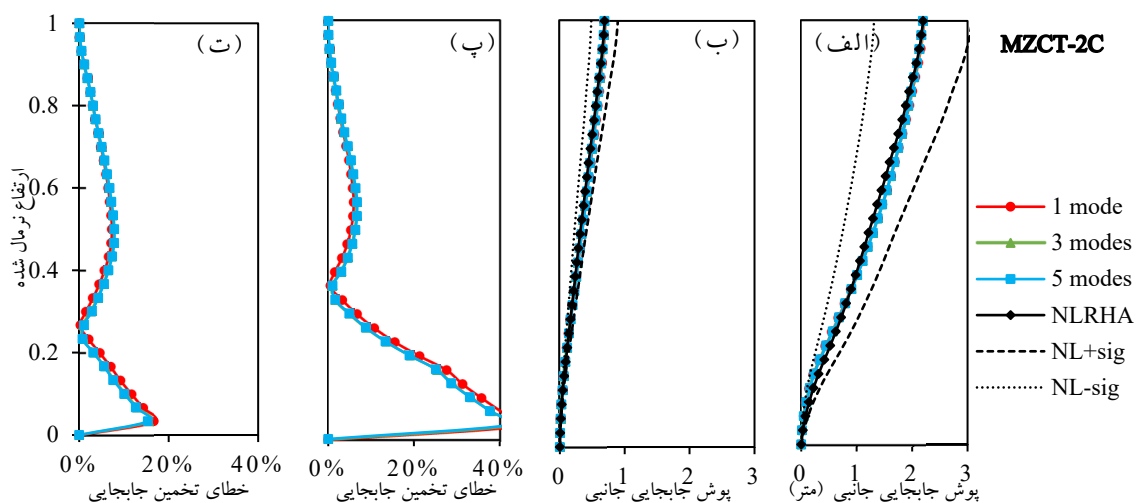 MZCT-2C
(الف)
(ب)
(پ)
(ت)
1
0.8
0.6
0.4
0.2
0
ارتفاع نرمال شده
1 mode
3 modes
5 modes
NLRHA
NL+sig
NL-sig
0 1 2 3
پوش جابجایی جانبی (متر)
0 1 2 3
پوش جابجایی جانبی
0% 20% 40%
خطای تخمین جابجایی
0% 20% 40%
خطای تخمین جابجایی